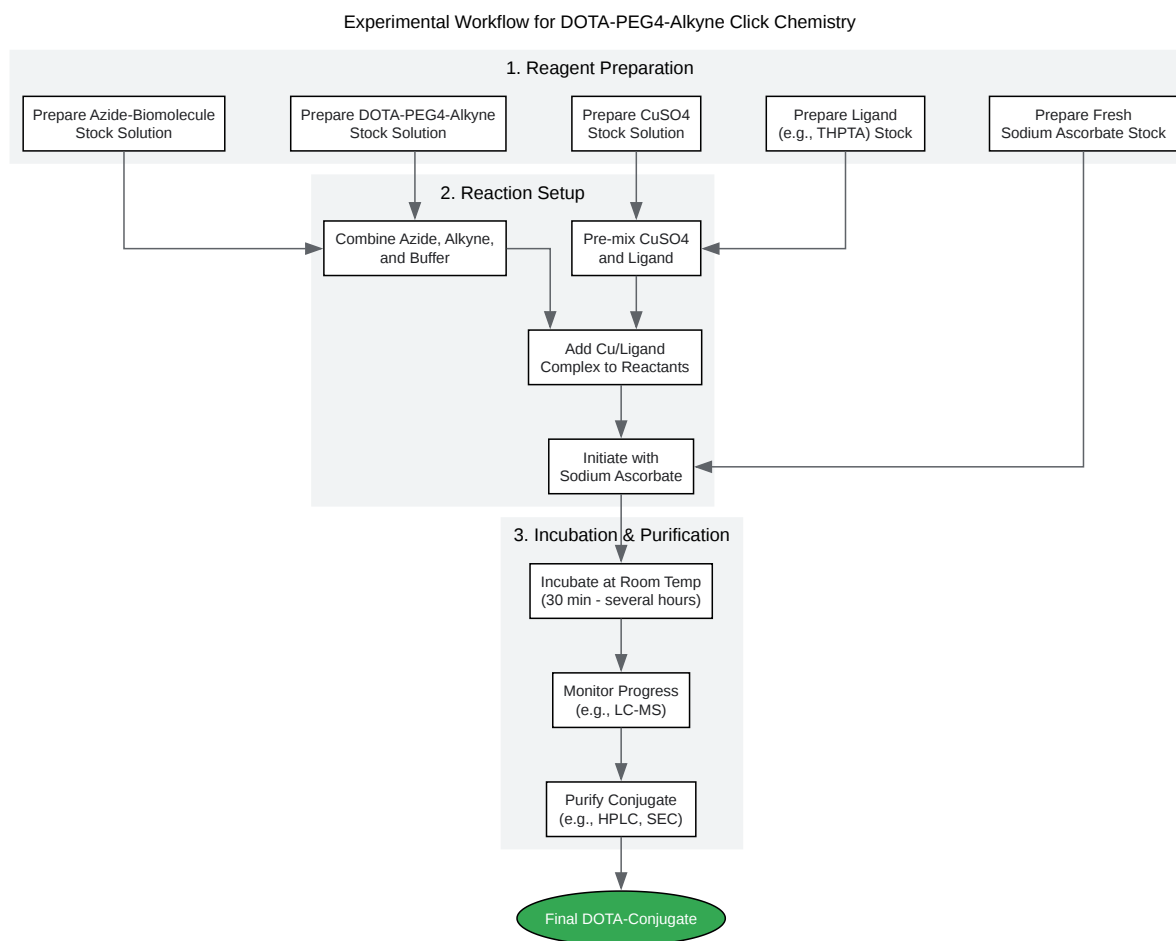 Experimental Workflow for DOTA-PEG4-Alkyne Click Chemistry
1. Reagent Preparation
Prepare Azide-Biomolecule
Stock Solution
Prepare DOTA-PEG4-Alkyne
Stock Solution
Prepare CuSO4
Stock Solution
Prepare Ligand
(e.g., THPTA) Stock
Prepare Fresh
Sodium Ascorbate Stock
2. Reaction Setup
Combine Azide, Alkyne,
and Buffer
Pre-mix CuSO4
and Ligand
Add Cu/Ligand
Complex to Reactants
Initiate with
Sodium Ascorbate
3. Incubation & Purification
Incubate at Room Temp
(30 min - several hours)
Monitor Progress
(e.g., LC-MS)
Purify Conjugate
(e.g., HPLC, SEC)
Final DOTA-Conjugate